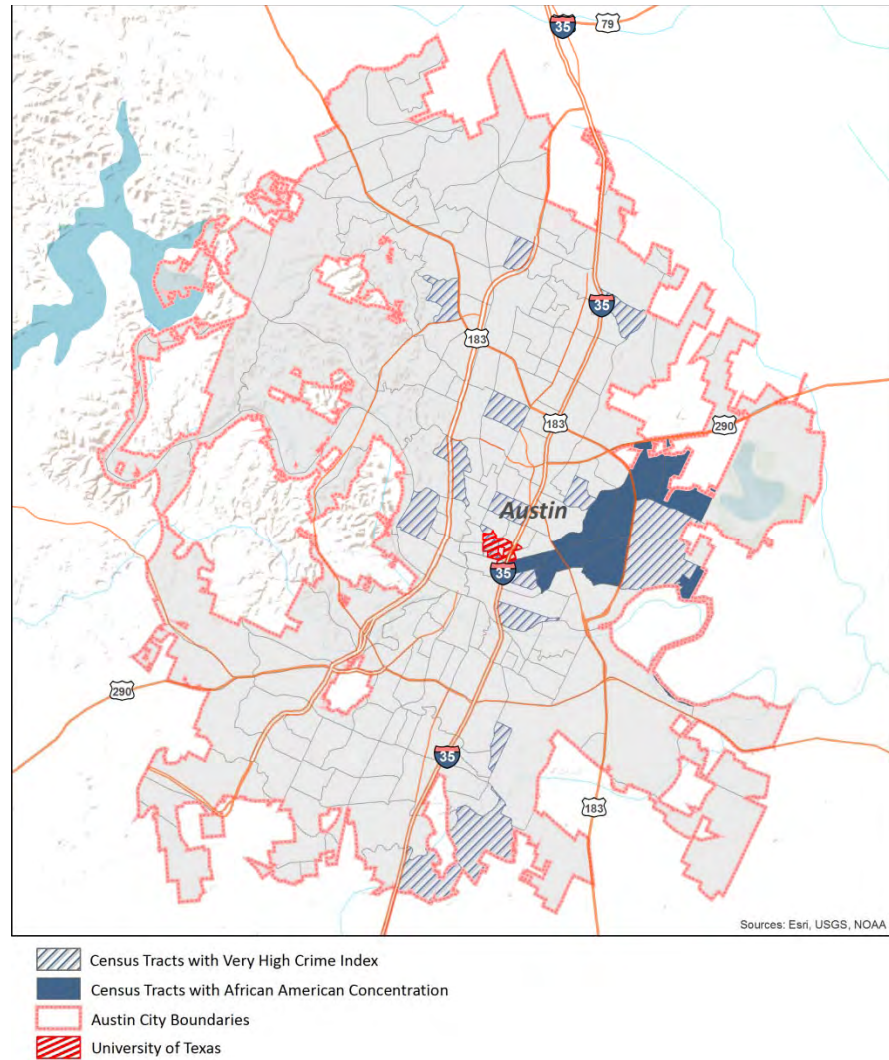 35
79
183
35
183
290
Austin
35
290
35
183
Sources: Esri, USGS, NOAA
Census Tracts with Very High Crime Index
Census Tracts with African American Concentration
Austin City Boundaries
University of Texas